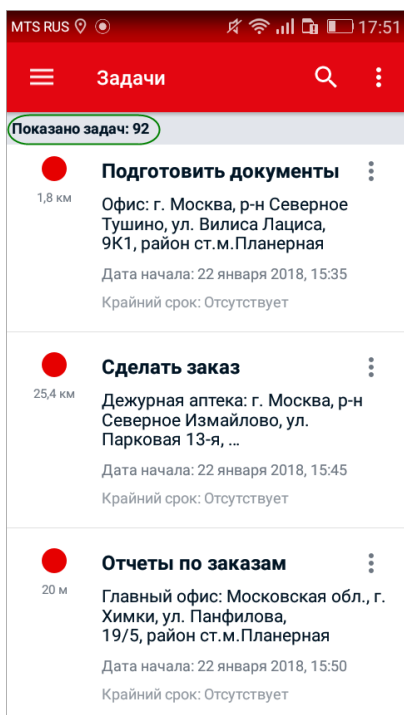 MTS RUS 17:51
Задачи
Показано задач: 92
Подготовить документы
1,8 км
Офис: г. Москва, р-н Северное
Тушино, ул. Вилиса Лациса,
9К1, район ст.м.Планерная
Дата начала: 22 января 2018, 15:35
Крайний срок: Отсутствует
Сделать заказ
25,4 км
Дежурная аптека: г. Москва, р-н
Северное Измайлово, ул.
Парковая 13-я, ...
Дата начала: 22 января 2018, 15:45
Крайний срок: Отсутствует
Отчеты по заказам
20 м
Главный офис: Московская обл., г.
Химки, ул. Панфилова,
19/5, район ст.м.Планерная
Дата начала: 22 января 2018, 15:50
Крайний срок: Отсутствует